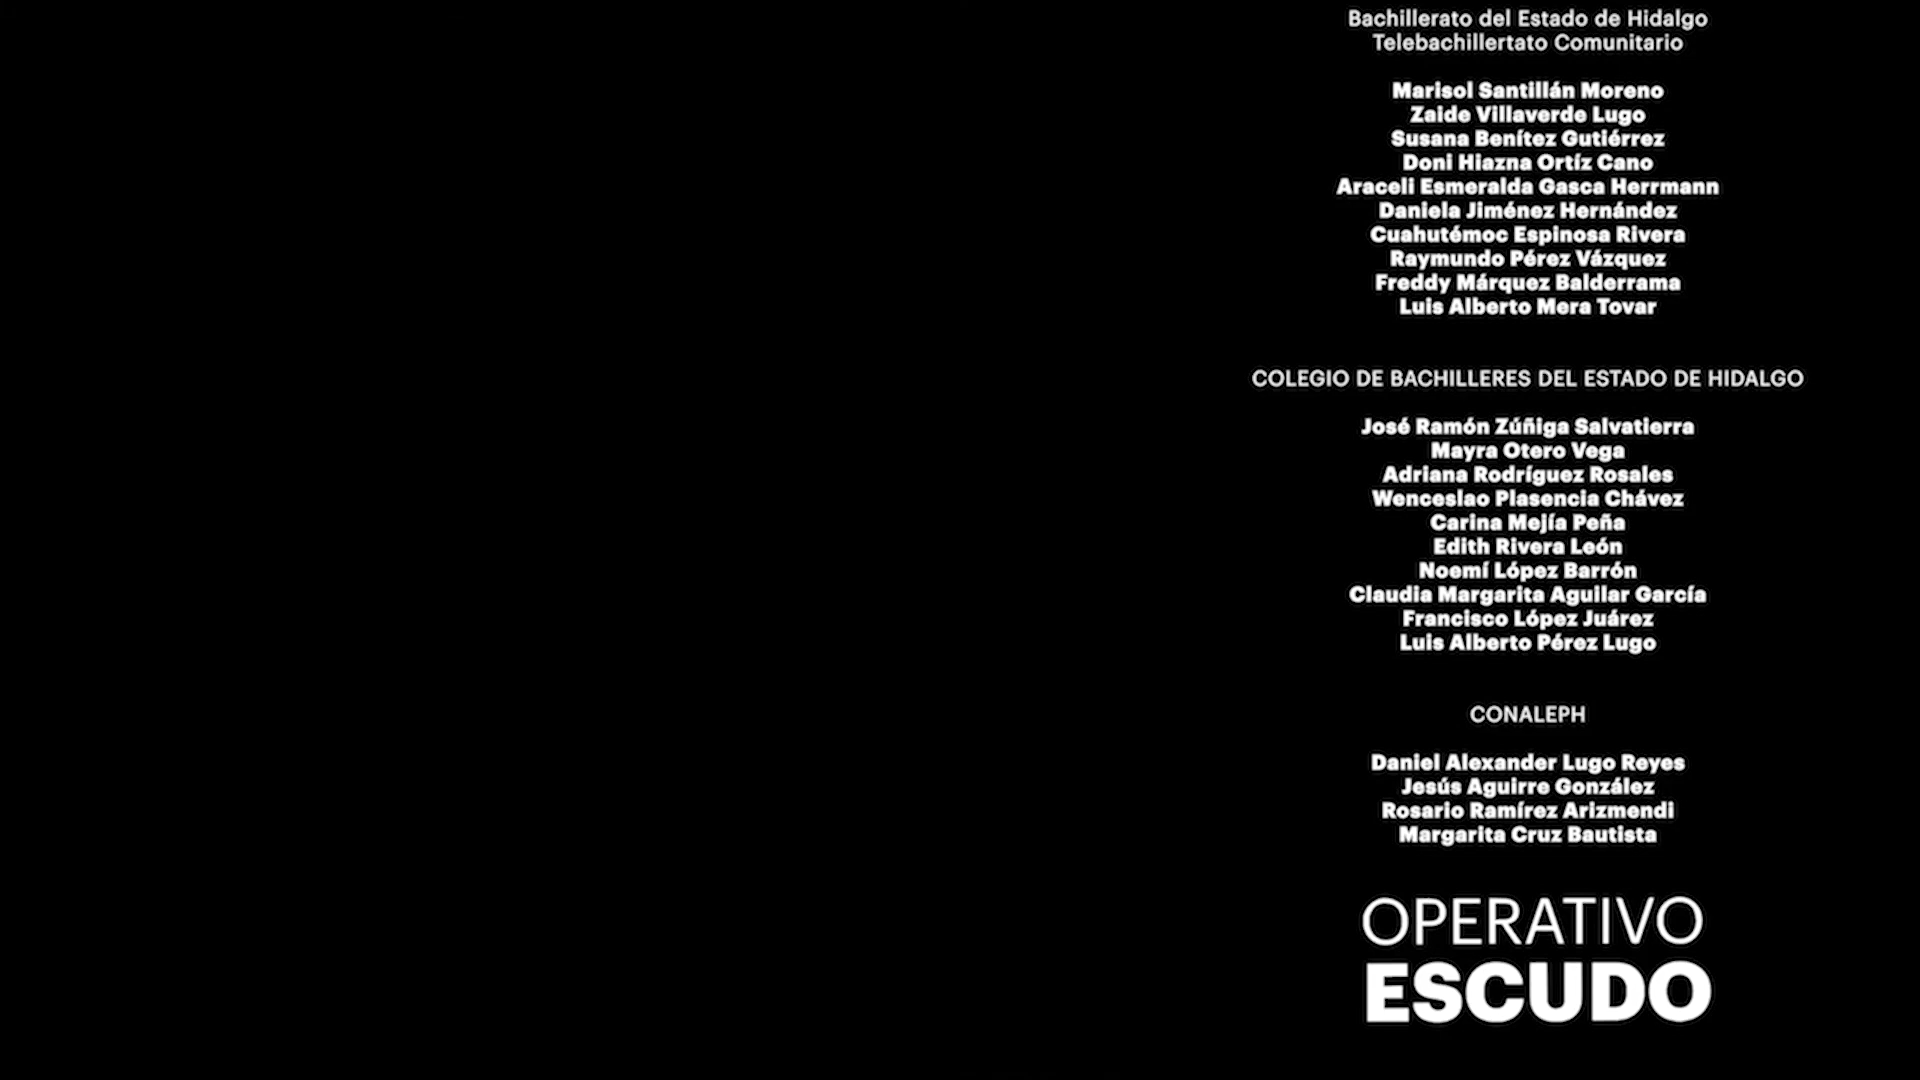 Bachillerato del Estado de Hidalgo
Telebachillertato Comunitario
Marisol Santillán Moreno
Zaide Villaverde Lugo
Susana Benítez Gutiérrez
Doni Hiazna Ortíz Cano
Araceli Esmeralda Gasca Herrmann
Daniela Jiménez Hernández
Cuahutémoc Espinosa Rivera
Raymundo Pérez Vázquez
Freddy Márquez Balderrama
Luis Alberto Mera Tovar
COLEGIO DE BACHILLERES DEL ESTADO DE HIDALGO
José Ramón Zúñiga Salvatierra
Mayra Otero Vega
Adriana Rodríguez Rosales
Wenceslao Plasencia Chávez
Carina Mejía Peña
Edith Rivera León
Noemí López Barrón
Claudia Margarita Aguilar García
Francisco López Juárez
Luis Alberto Pérez Lugo
CONALEPH
Daniel Alexander Lugo Reyes
Jesús Aguirre González
Rosario Ramírez Arizmendi
Margarita Cruz Bautista
OPERATIVO
ESCUDO